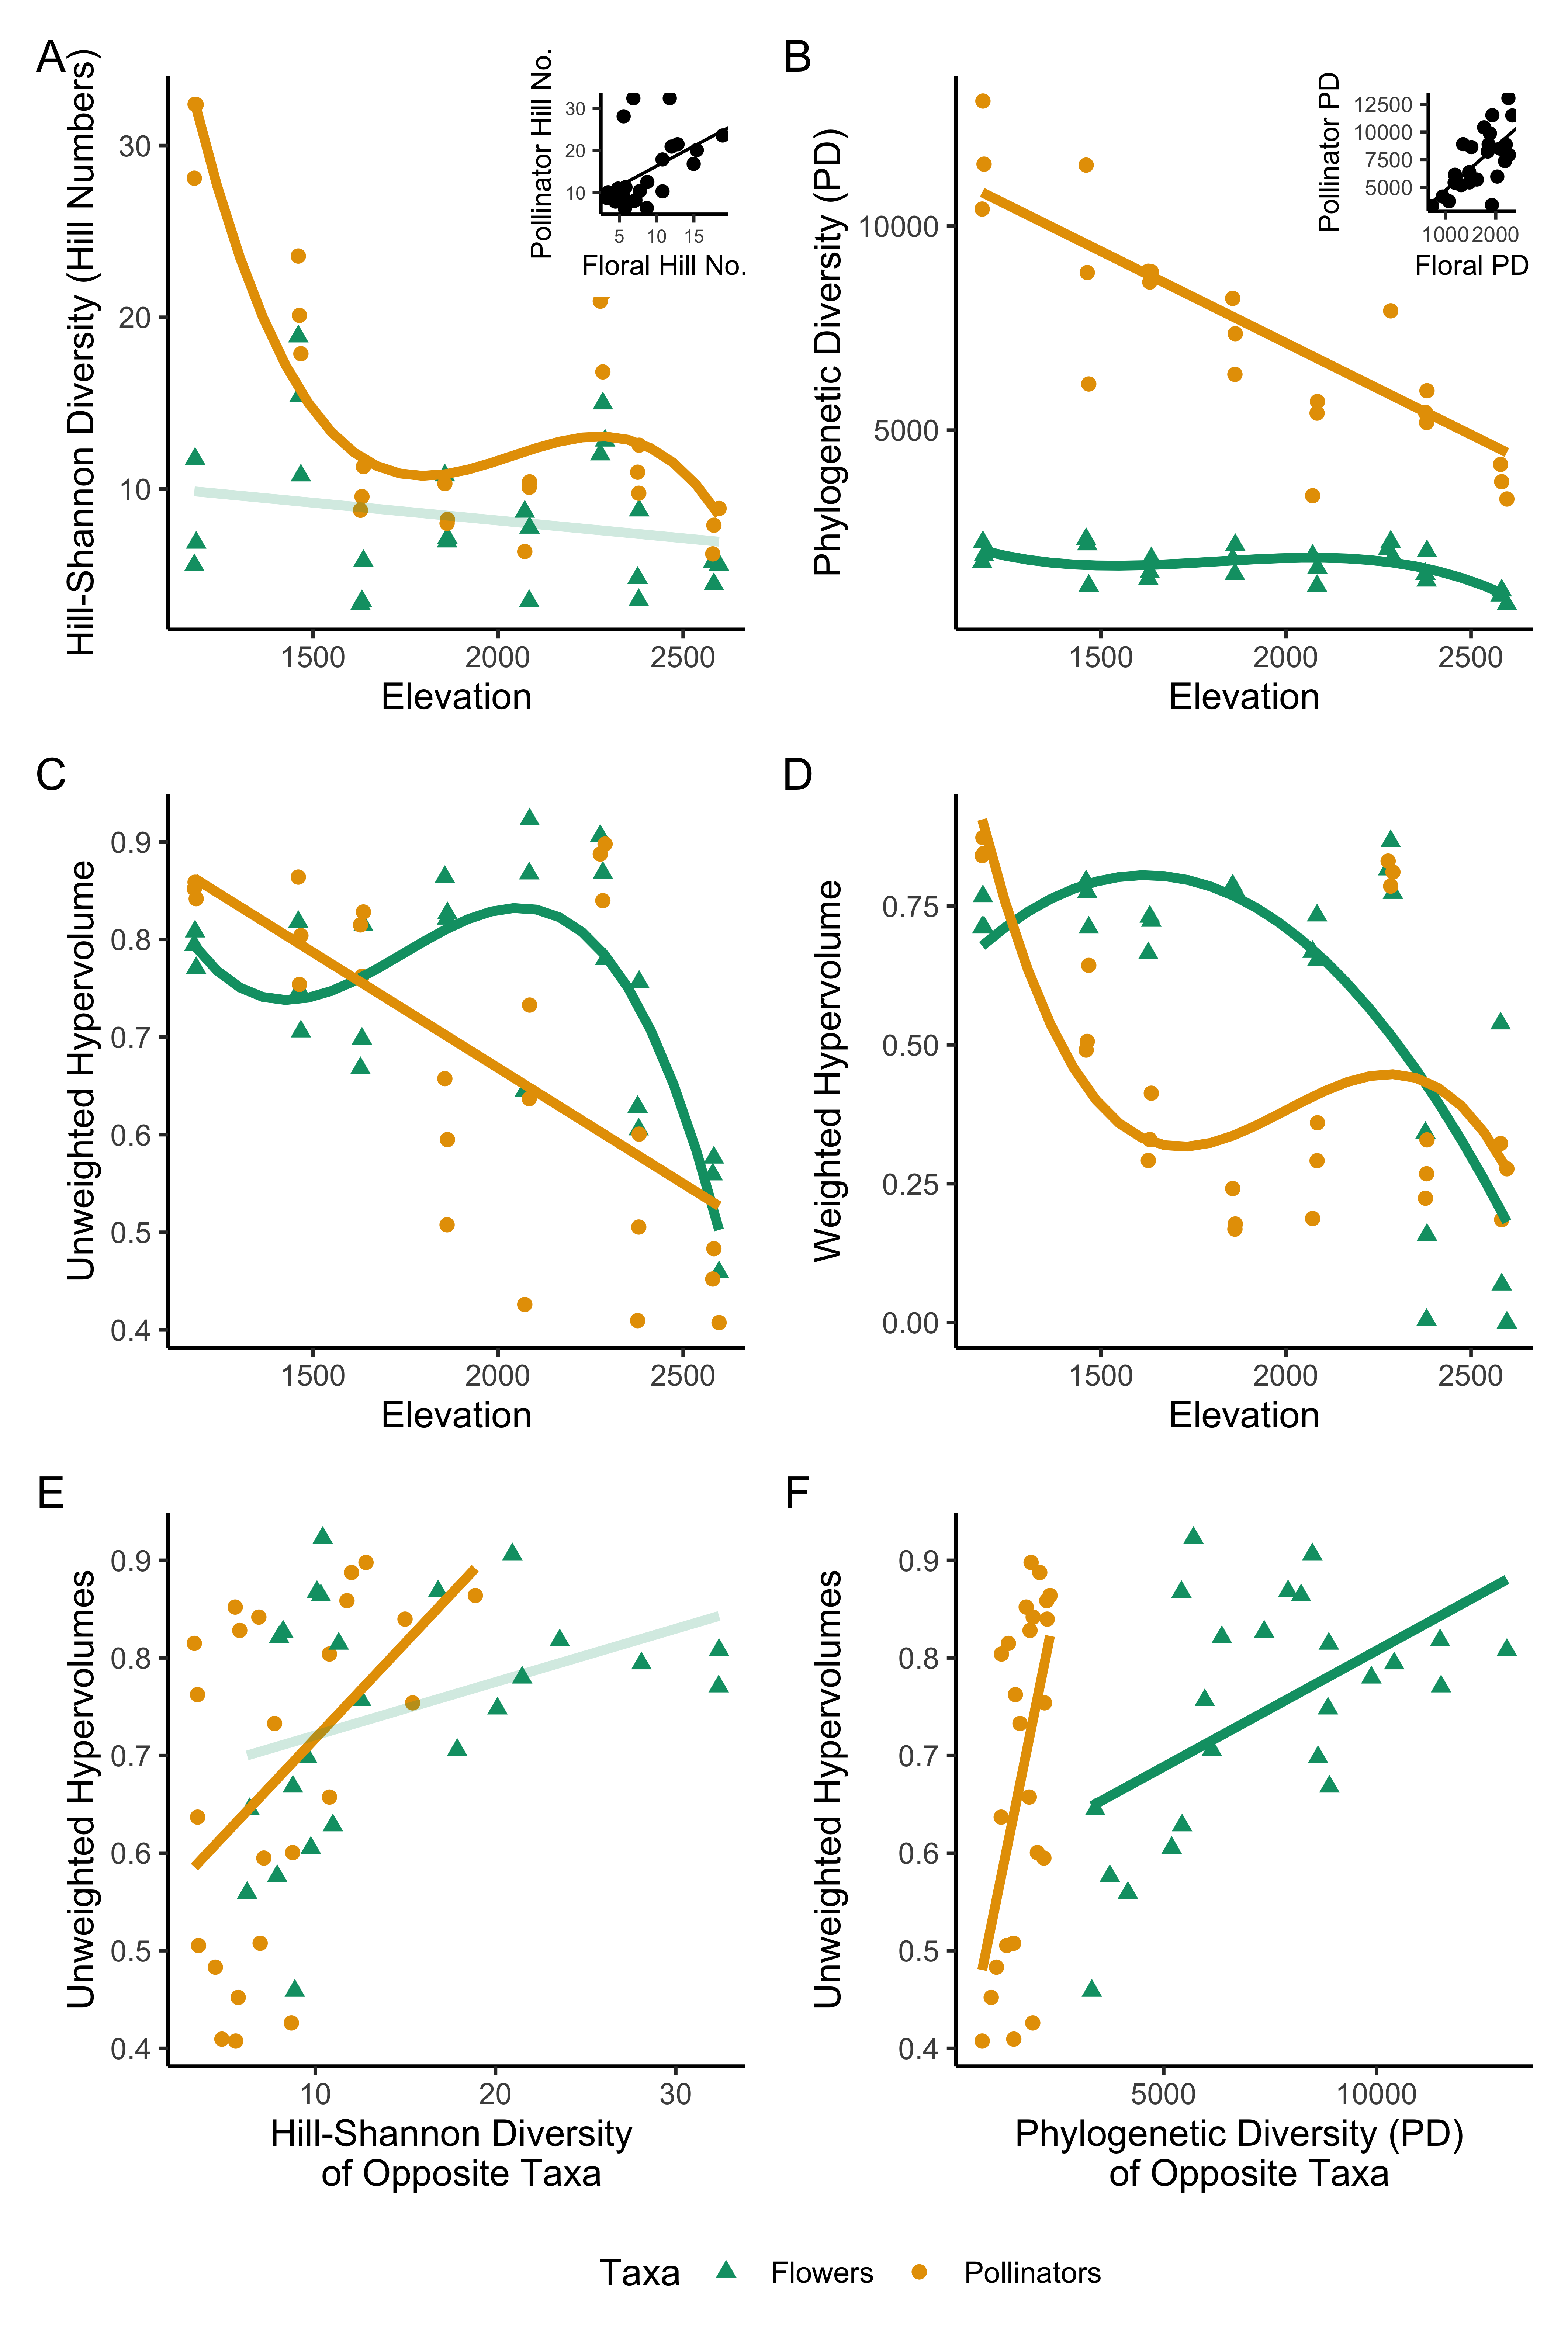 A
Hill-Shannon Diversity (Hill Numbers)
30
20
10
1500 2000 2500
Elevation
Pollinator Hill No.
30
20
10
5 10 15
Floral Hill No.
B
Phylogenetic Diversity (PD)
10000
5000
1500 2000 2500
Elevation
Pollinator PD
12500
10000
7500
5000
1000 2000
Floral PD
C
Unweighted Hypervolume
0.9
0.8
0.7
0.6
0.5
0.4
1500 2000 2500
Elevation
D
Weighted Hypervolume
0.75
0.50
0.25
0.00
1500 2000 2500
Elevation
E
Unweighted Hypervolumes
0.9
0.8
0.7
0.6
0.5
0.4
10 20 30
Hill-Shannon Diversity
of Opposite Taxa
F
Unweighted Hypervolumes
0.9
0.8
0.7
0.6
0.5
0.4
5000 10000
Phylogenetic Diversity (PD)
of Opposite Taxa
Taxa Flowers Pollinators